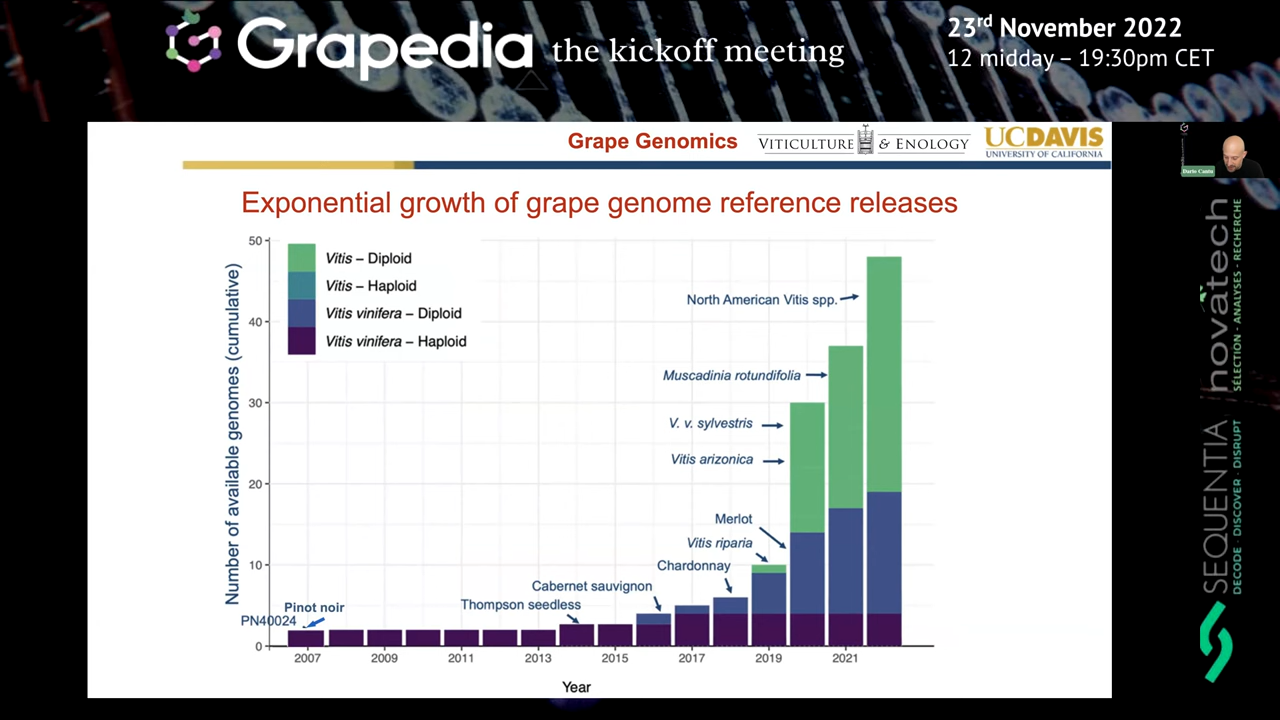 Grapedia the kickoff meeting
23rd November 2022
12 midday – 19:30pm CET
Grape Genomics
VITICULTURE & ENOLOGY
UCDAVIS
UNIVERSITY OF CALIFORNIA
Exponential growth of grape genome reference releases
Number of available genomes (cumulative)
50
40
30
20
10
0
Vitis – Diploid
Vitis – Haploid
Vitis vinifera – Diploid
Vitis vinifera – Haploid
North American Vitis spp.
Muscadinia rotundifolia
V. v. sylvestris
Vitis arizonica
Merlot
Vitis riparia
Chardonnay
Cabernet sauvignon
Thompson seedless
Pinot noir
PN40024
2007 2009 2011 2013 2015 2017 2019 2021
Year
Dario Cantu
novatech
SÉLECTION - ANALYSES - RECHERCHE
SEQUENTIA
DECODE · DISCOVER · DISRUPT